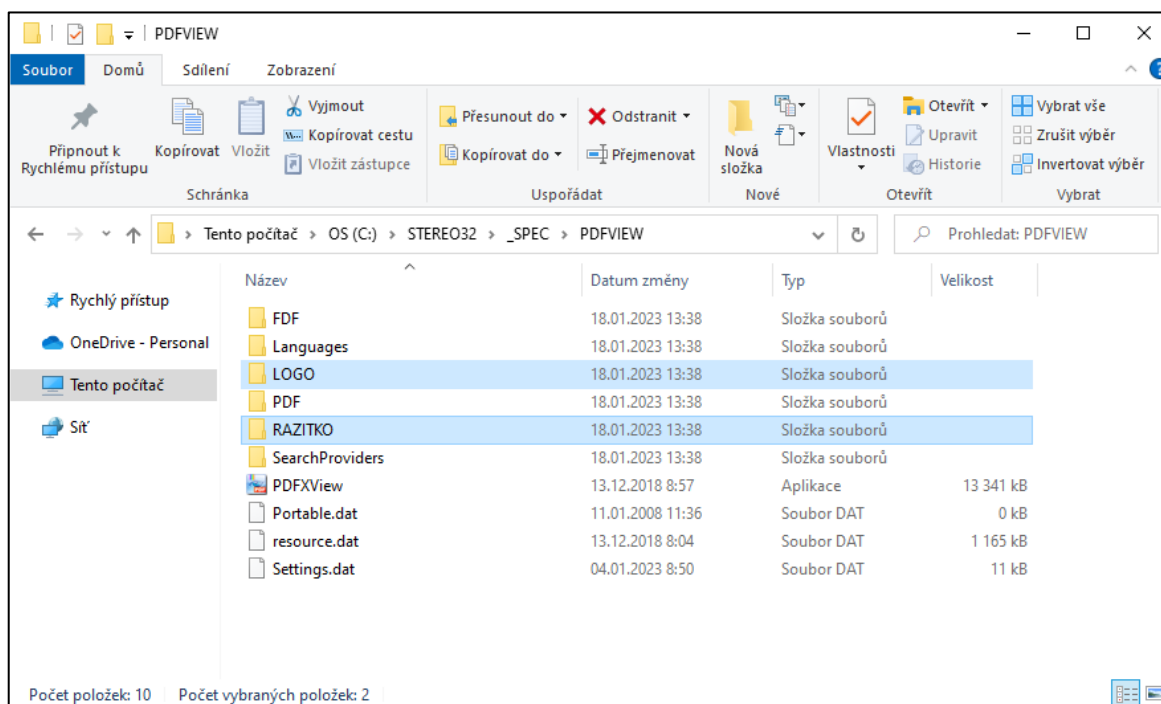 PDFVIEW
Soubor Domů Sdílení Zobrazení
Připnout k Rychlému přístupu
Kopírovat
Vložit
Vyjmout
Kopírovat cestu
Vložit zástupce
Schránka
Přesunout do
Kopírovat do
Odstranit
Přejmenovat
Uspořádat
Nová složka
Nové
Vlastnosti
Otevřít
Upravit
Historie
Otevřít
Vybrat vše
Zrušit výběr
Invertovat výběr
Vybrat
Tento počítač > OS (C:) > STEREO32 > _SPEC > PDFVIEW
Prohledat: PDFVIEW
Rychlý přístup
OneDrive - Personal
Tento počítač
Síť
Název Datum změny Typ Velikost
FDF 18.01.2023 13:38 Složka souborů
Languages 18.01.2023 13:38 Složka souborů
LOGO 18.01.2023 13:38 Složka souborů
PDF 18.01.2023 13:38 Složka souborů
RAZITKO 18.01.2023 13:38 Složka souborů
SearchProviders 18.01.2023 13:38 Složka souborů
PDFXView 13.12.2018 8:57 Aplikace 13 341 kB
Portable.dat 11.01.2008 11:36 Soubor DAT 0 kB
resource.dat 13.12.2018 8:04 Soubor DAT 1 165 kB
Settings.dat 04.01.2023 8:50 Soubor DAT 11 kB
Počet položek: 10 Počet vybraných položek: 2